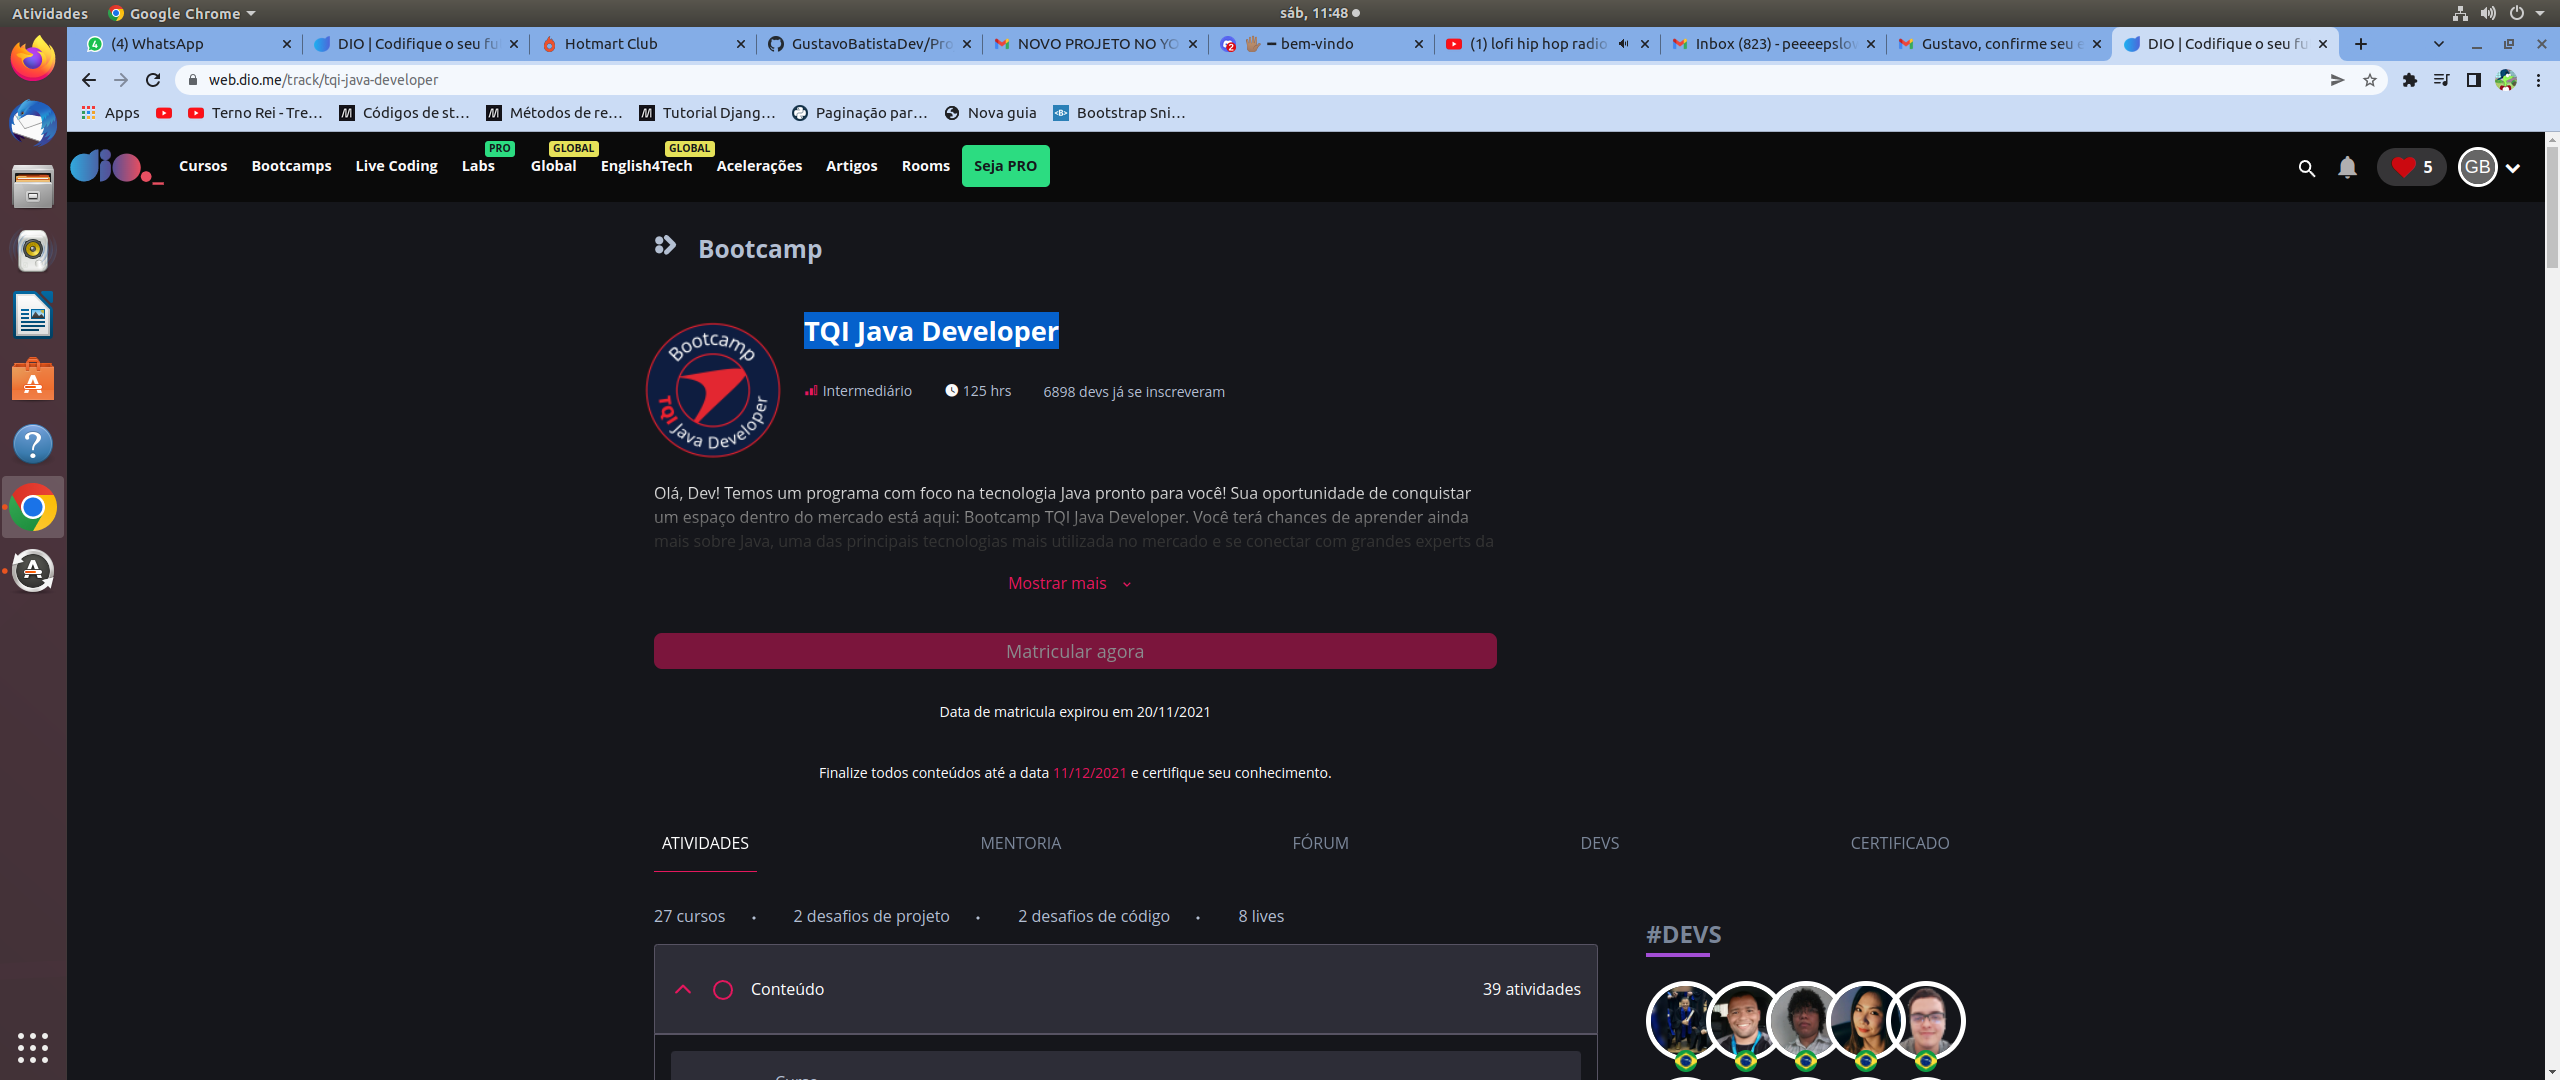 Atividades Google Chrome sáb, 11:48
(4) WhatsApp DIO | Codifique o seu fu Hotmart Club GustavoBatistaDev/Pro NOVO PROJETO NO YO bem-vindo (1) lofi hip hop radio Inbox (823) - peeeepslov Gustavo, confirme seu e DIO | Codifique o seu fu
web.dio.me/track/tqi-java-developer
Apps Terno Rei - Tre... Códigos de st... Métodos de re... Tutorial Djang... Paginação par... Nova guia Bootstrap Sni...
PRO GLOBAL GLOBAL
dio._ Cursos Bootcamps Live Coding Labs Global English4Tech Acelerações Artigos Rooms Seja PRO 5 GB
Bootcamp
TQI Java Developer
Bootcamp
TQI Java Developer
Intermediário 125 hrs 6898 devs já se inscreveram
Olá, Dev! Temos um programa com foco na tecnologia Java pronto para você! Sua oportunidade de conquistar
um espaço dentro do mercado está aqui: Bootcamp TQI Java Developer. Você terá chances de aprender ainda
mais sobre Java, uma das principais tecnologias mais utilizada no mercado e se conectar com grandes experts da
Mostrar mais
Matricular agora
Data de matricula expirou em 20/11/2021
Finalize todos conteúdos até a data 11/12/2021 e certifique seu conhecimento.
ATIVIDADES MENTORIA FÓRUM DEVS CERTIFICADO
27 cursos • 2 desafios de projeto • 2 desafios de código • 8 lives
#DEVS
Conteúdo 39 atividades